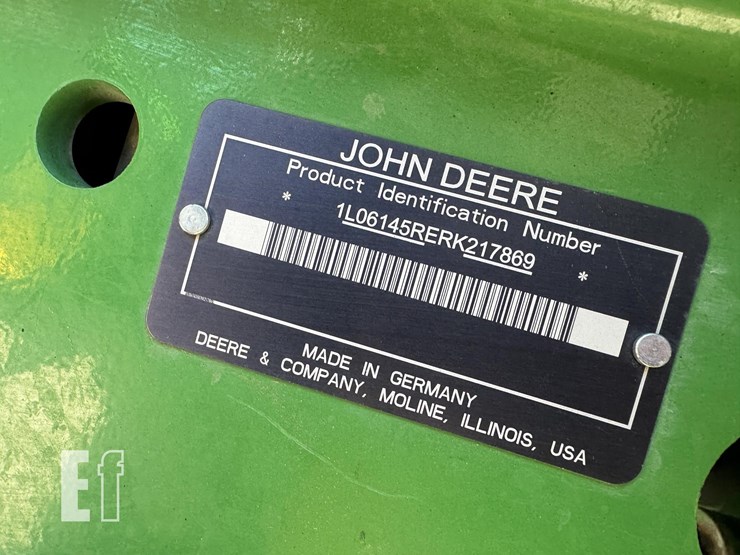 JOHN DEERE
Product Identification Number
* 1L06145RERK217869 *
MADE IN GERMANY
DEERE & COMPANY, MOLINE, ILLINOIS, USA
Ef